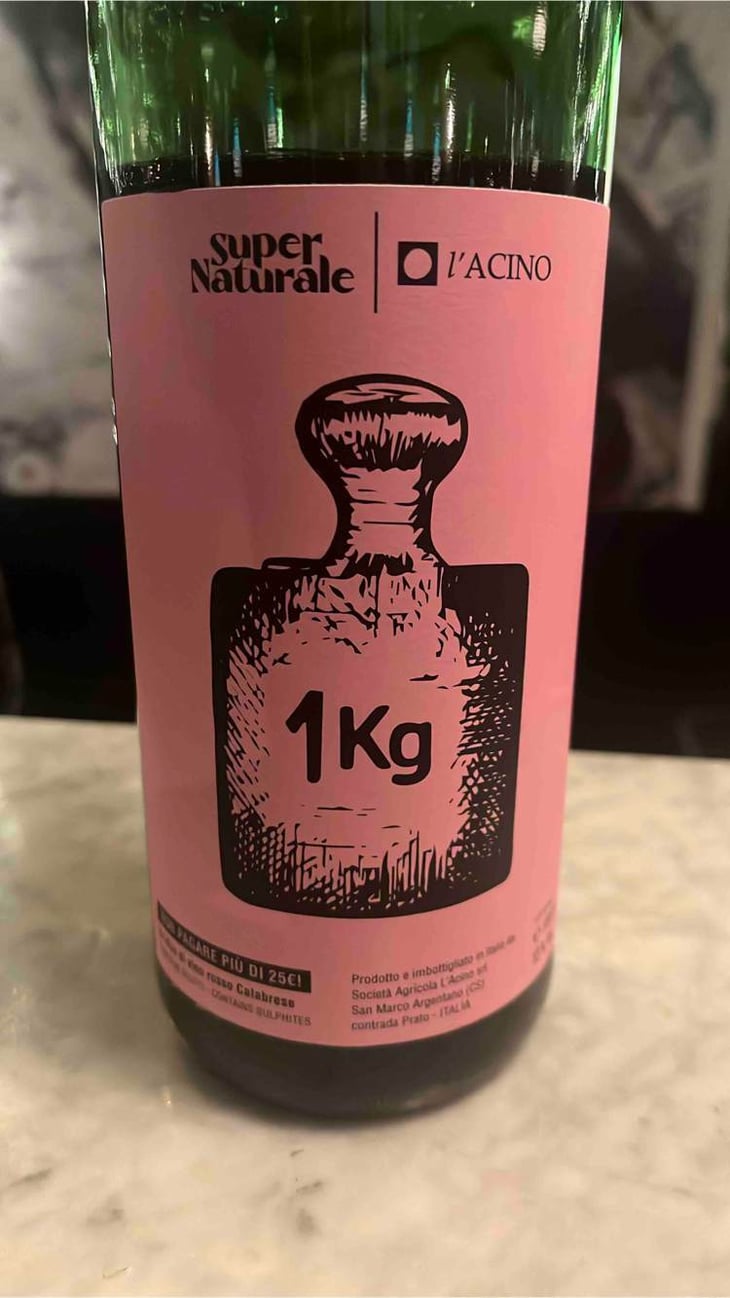 super
Naturale
l'ACINO
1Kg
PAGARE PIÙ DI 25€!
di vino rosso Calabrese
CONTAINS SULPHITES
Prodotto e imbottigliato in Italia da
Società Agricola L'Acino srl
San Marco Argentano (CS)
contrada Prato - ITALIA